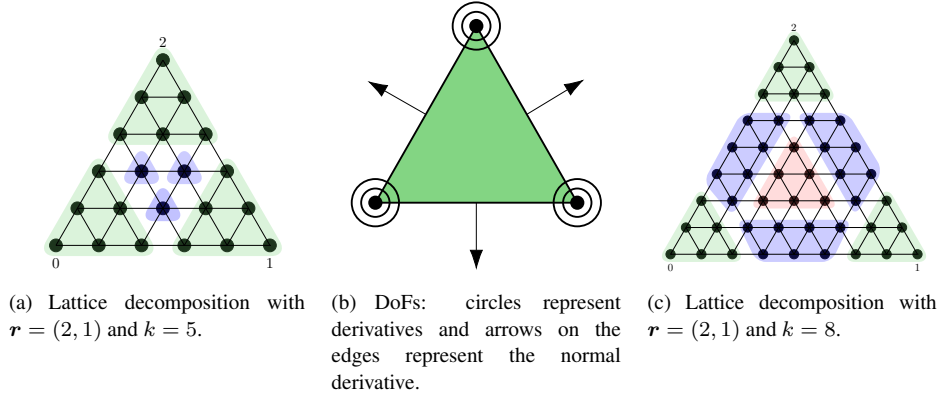 2
0
1
(a) Lattice decomposition with
r = (2, 1) and k = 5.
(b) DoFs: circles represent
derivatives and arrows on the
edges represent the normal
derivative.
2
0
1
(c) Lattice decomposition with
r = (2, 1) and k = 8.